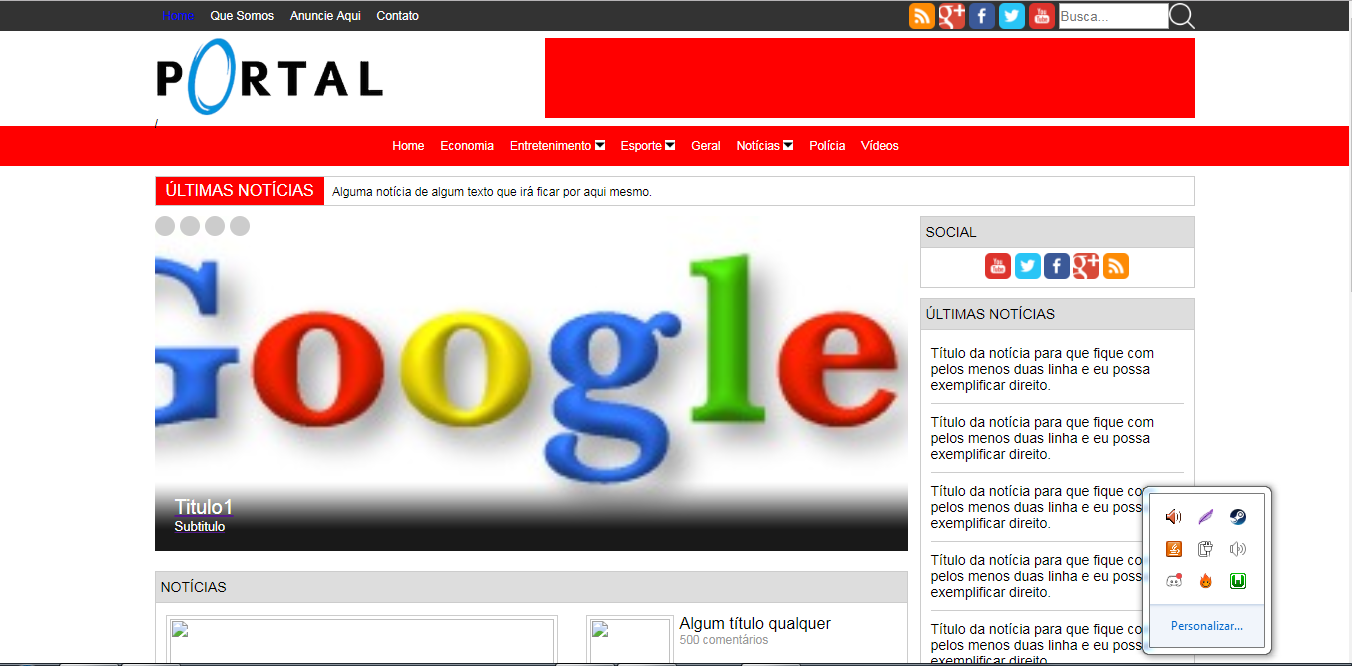 Home Que Somos Anuncie Aqui Contato Busca...
PORTAL
/
Home Economia Entretenimento Esporte Geral Notícias Polícia Vídeos
ÚLTIMAS NOTÍCIAS Alguma notícia de algum texto que irá ficar por aqui mesmo.
Google
Titulo1
Subtitulo
NOTÍCIAS
Algum título qualquer
500 comentários
SOCIAL
You Tube
ÚLTIMAS NOTÍCIAS
Título da notícia para que fique com
pelos menos duas linha e eu possa
exemplificar direito.
Título da notícia para que fique com
pelos menos duas linha e eu possa
exemplificar direito.
Título da notícia para que fique co
pelos menos duas linha e eu poss
exemplificar direito.
Título da notícia para que fique co
pelos menos duas linha e eu poss
exemplificar direito.
Título da notícia para que fique co
pelos menos duas linha e eu poss
exemplificar direito.
Personalizar...